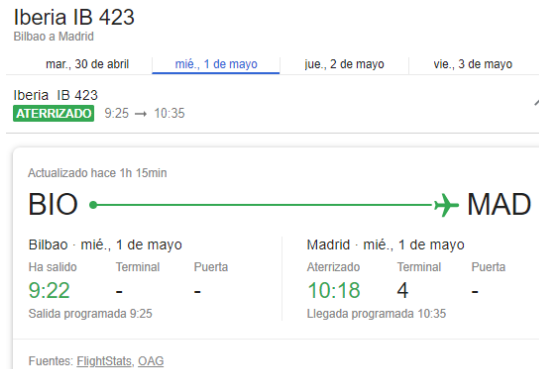 Iberia IB 423
Bilbao a Madrid
mar., 30 de abril mié., 1 de mayo jue., 2 de mayo vie., 3 de mayo
Iberia IB 423
ATERRIZADO 9:25 → 10:35
Actualizado hace 1h 15min
BIO MAD
Bilbao · mié., 1 de mayo Madrid · mié., 1 de mayo
Ha salido Terminal Puerta Aterrizado Terminal Puerta
9:22 - - 10:18 4 -
Salida programada 9:25 Llegada programada 10:35
Fuentes: FlightStats, OAG